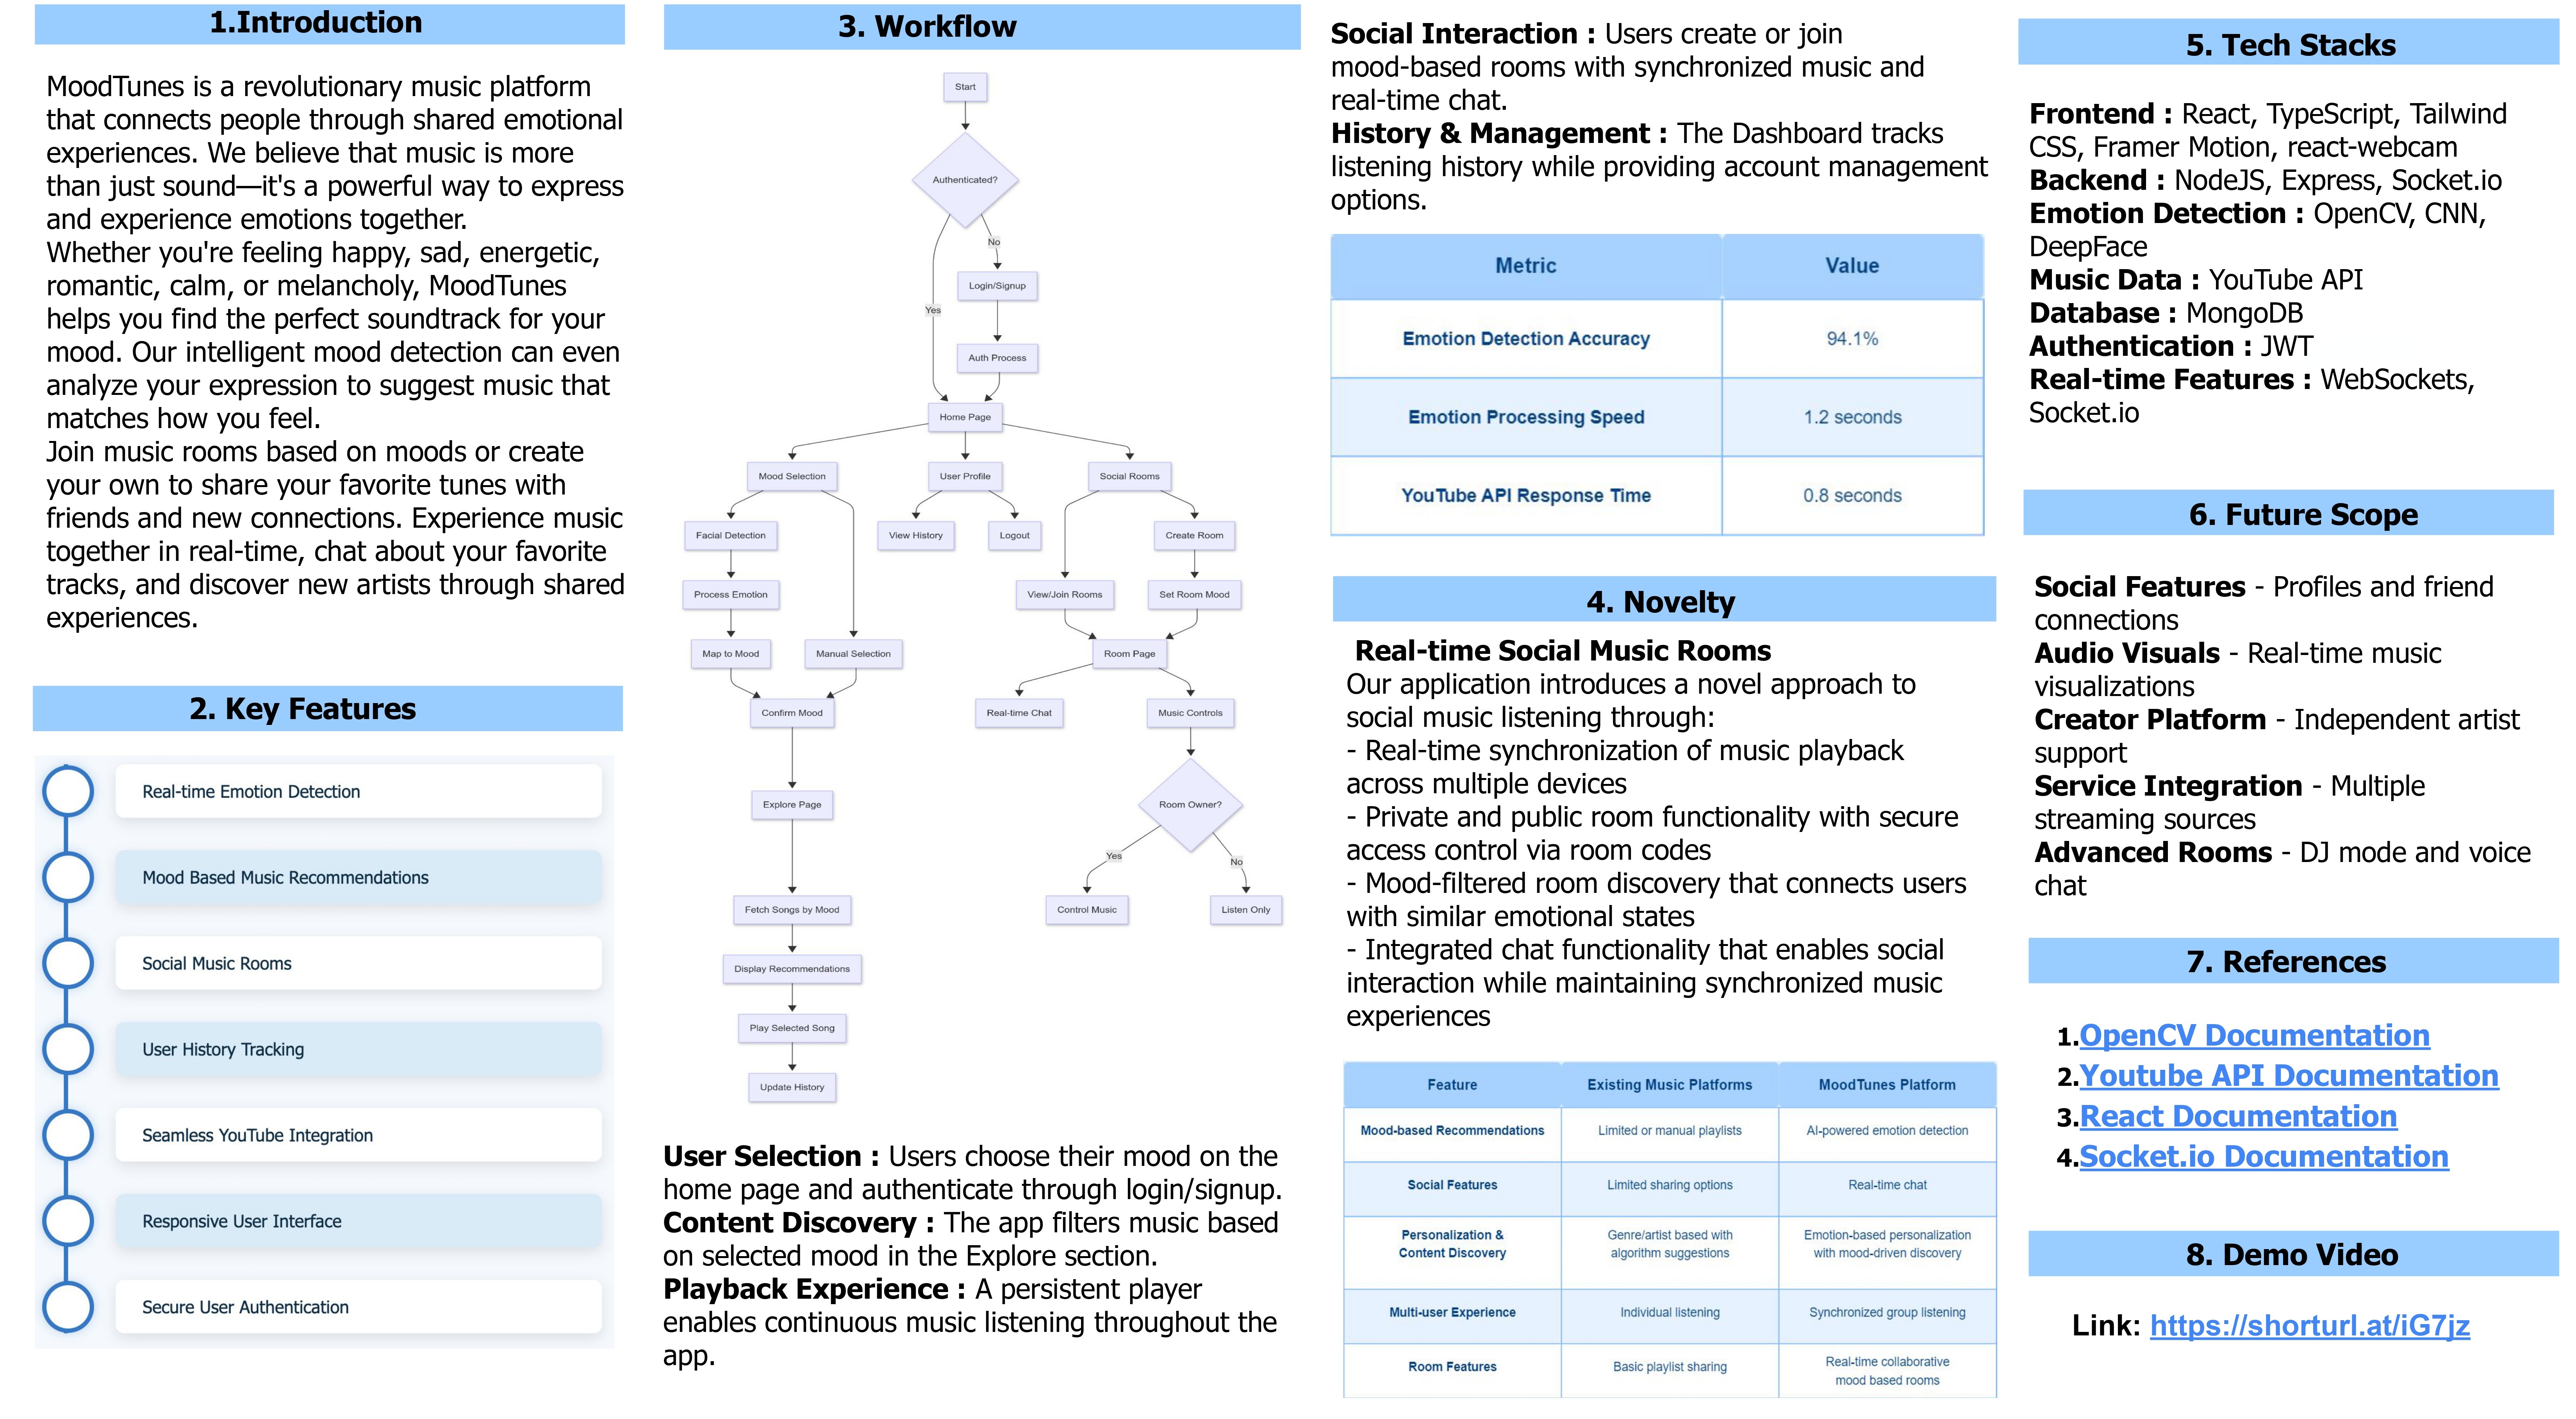 1.Introduction
MoodTunes is a revolutionary music platform
that connects people through shared emotional
experiences. We believe that music is more
than just sound—it's a powerful way to express
and experience emotions together.
Whether you're feeling happy, sad, energetic,
romantic, calm, or melancholy, MoodTunes
helps you find the perfect soundtrack for your
mood. Our intelligent mood detection can even
analyze your expression to suggest music that
matches how you feel.
Join music rooms based on moods or create
your own to share your favorite tunes with
friends and new connections. Experience music
together in real-time, chat about your favorite
tracks, and discover new artists through shared
experiences.
2. Key Features
Real-time Emotion Detection
Mood Based Music Recommendations
Social Music Rooms
User History Tracking
Seamless YouTube Integration
Responsive User Interface
Secure User Authentication
3. Workflow
Start
Authenticated?
No
Login/Signup
Yes
Auth Process
Home Page
Mood Selection
User Profile
Social Rooms
Facial Detection
View History
Logout
Create Room
Process Emotion
View/Join Rooms
Set Room Mood
Map to Mood
Manual Selection
Room Page
Confirm Mood
Real-time Chat
Music Controls
Explore Page
Room Owner?
Yes
No
Fetch Songs by Mood
Control Music
Listen Only
Display Recommendations
Play Selected Song
Update History
User Selection : Users choose their mood on the
home page and authenticate through login/signup.
Content Discovery : The app filters music based
on selected mood in the Explore section.
Playback Experience : A persistent player
enables continuous music listening throughout the
app.
Social Interaction : Users create or join
mood-based rooms with synchronized music and
real-time chat.
History & Management : The Dashboard tracks
listening history while providing account management
options.
Metric Value
Emotion Detection Accuracy 94.1%
Emotion Processing Speed 1.2 seconds
YouTube API Response Time 0.8 seconds
4. Novelty
Real-time Social Music Rooms
Our application introduces a novel approach to
social music listening through:
- Real-time synchronization of music playback
across multiple devices
- Private and public room functionality with secure
access control via room codes
- Mood-filtered room discovery that connects users
with similar emotional states
- Integrated chat functionality that enables social
interaction while maintaining synchronized music
experiences
Feature Existing Music Platforms MoodTunes Platform
Mood-based Recommendations Limited or manual playlists AI-powered emotion detection
Social Features Limited sharing options Real-time chat
Personalization & Genre/artist based with Emotion-based personalization
Content Discovery algorithm suggestions with mood-driven discovery
Multi-user Experience Individual listening Synchronized group listening
Room Features Basic playlist sharing Real-time collaborative
mood based rooms
5. Tech Stacks
Frontend : React, TypeScript, Tailwind
CSS, Framer Motion, react-webcam
Backend : NodeJS, Express, Socket.io
Emotion Detection : OpenCV, CNN,
DeepFace
Music Data : YouTube API
Database : MongoDB
Authentication : JWT
Real-time Features : WebSockets,
Socket.io
6. Future Scope
Social Features - Profiles and friend
connections
Audio Visuals - Real-time music
visualizations
Creator Platform - Independent artist
support
Service Integration - Multiple
streaming sources
Advanced Rooms - DJ mode and voice
chat
7. References
1.OpenCV Documentation
2.Youtube API Documentation
3.React Documentation
4.Socket.io Documentation
8. Demo Video
Link: https://shorturl.at/iG7jz